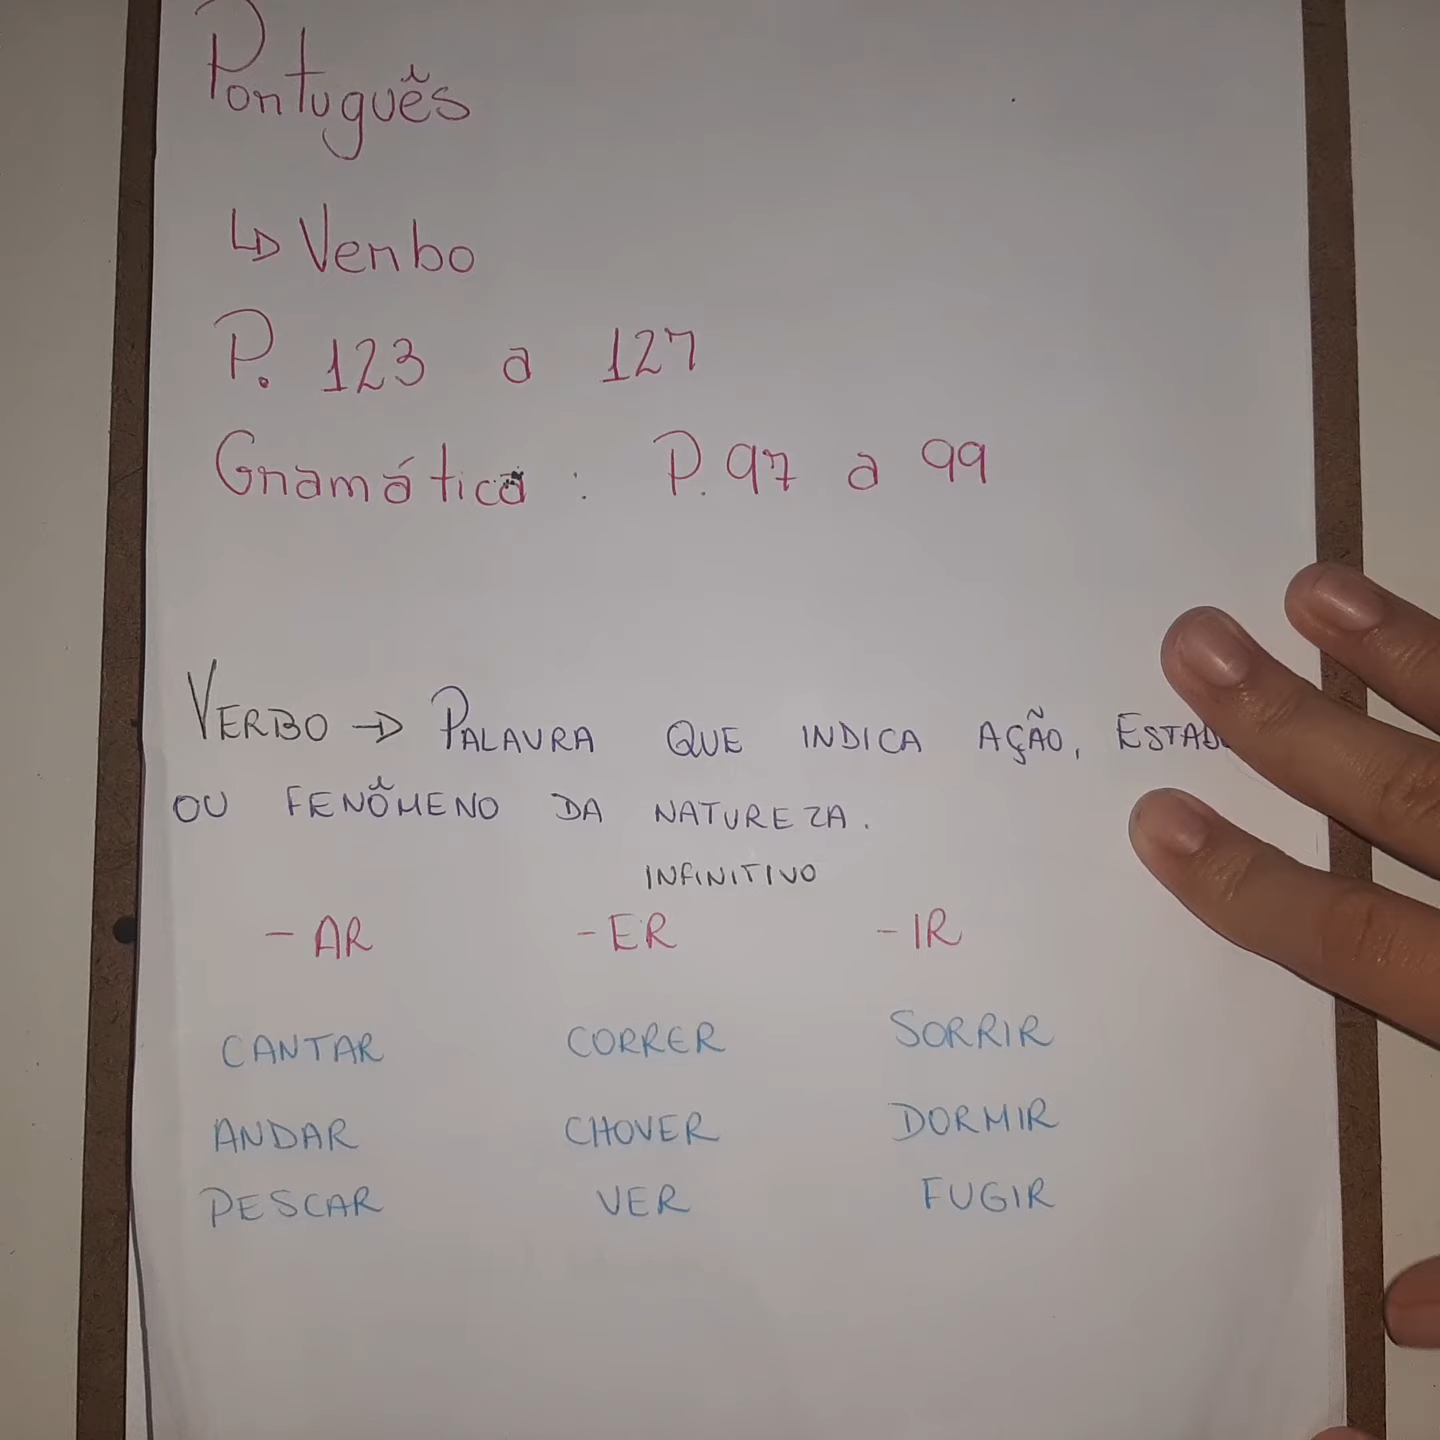 Português
↳ Verbo
P. 123 a 127
Gramática : P. 97 a 99
VERBO → PALAVRA QUE INDICA AÇÃO,
OU FENÔMENO DA NATUREZA.
INFINITIVO
- AR - ER - IR
CANTAR CORRER SORRIR
ANDAR CHOVER DORMIR
PESCAR VER FUGIR